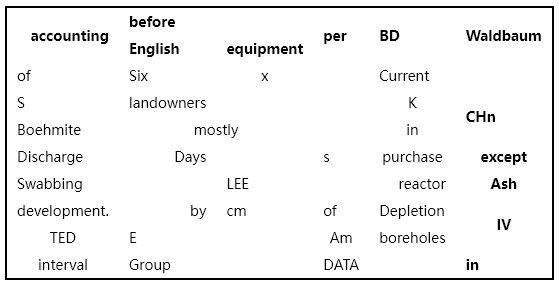 accounting before per BD Waldbaum
English equipment
of Six x Current
S landowners K CHn
Boehmite mostly in
Discharge Days s purchase except
Swabbing LEE reactor Ash
development. by cm of Depletion IV
TED E Am boreholes
interval Group DATA in